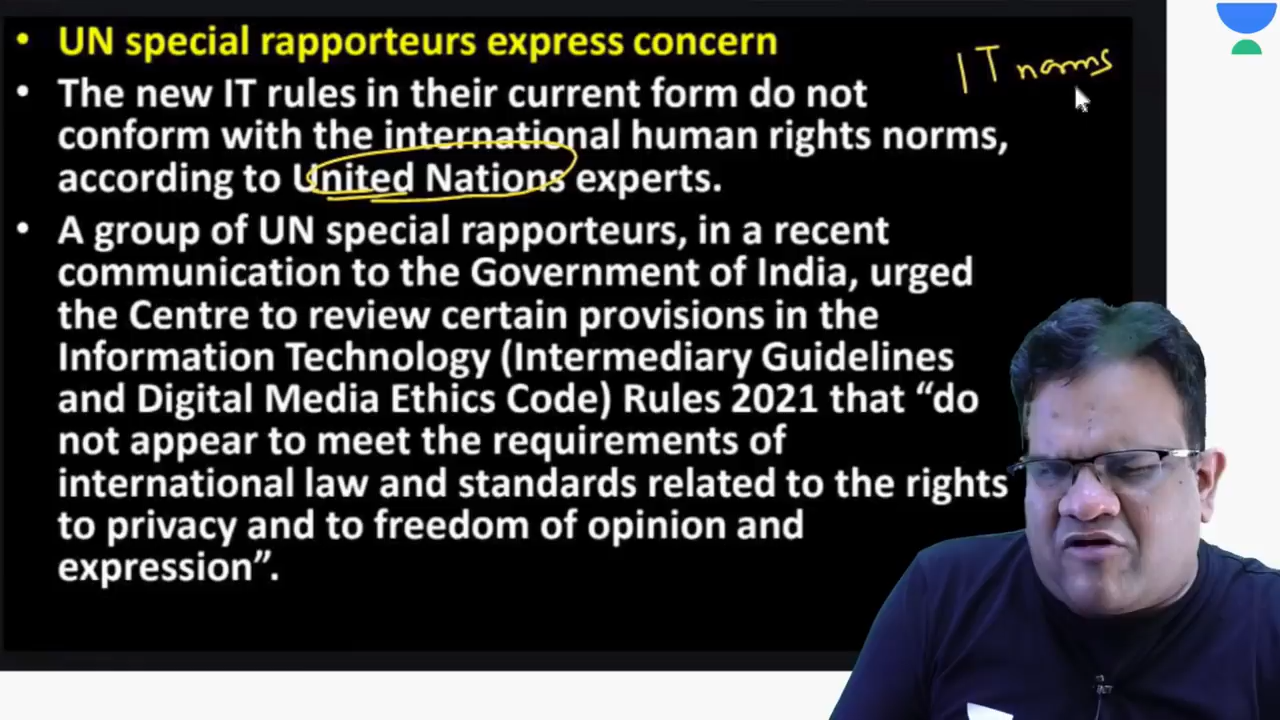 • UN special rapporteurs express concern
IT norms
• The new IT rules in their current form do not
conform with the international human rights norms,
according to United Nations experts.
• A group of UN special rapporteurs, in a recent
communication to the Government of India, urged
the Centre to review certain provisions in the
Information Technology (Intermediary Guidelines
and Digital Media Ethics Code) Rules 2021 that “do
not appear to meet the requirements of
international law and standards related to the rights
to privacy and to freedom of opinion and
expression”.